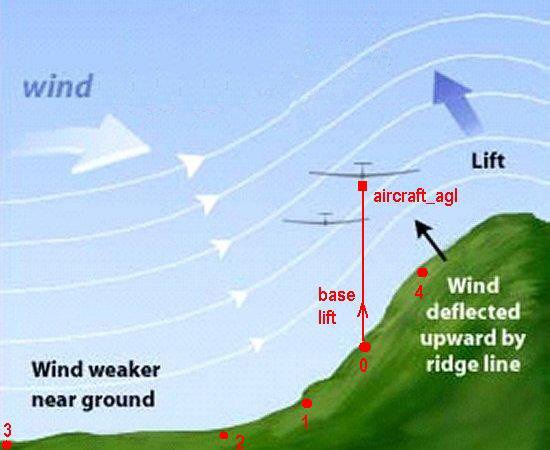 wind
Lift
aircraft_agl
base
lift
4
Wind
deflected
upward by
ridge line
0
Wind weaker
near ground
3
2
1